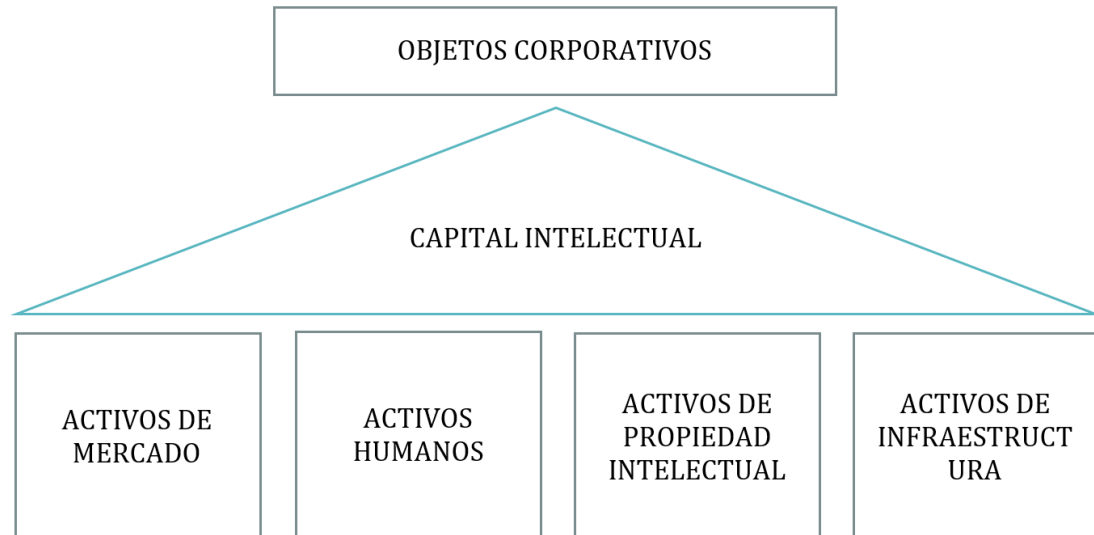 OBJETOS CORPORATIVOS
CAPITAL INTELECTUAL
ACTIVOS DE
MERCADO
ACTIVOS
HUMANOS
ACTIVOS DE
PROPIEDAD
INTELECTUAL
ACTIVOS DE
INFRAESTRUCT
URA